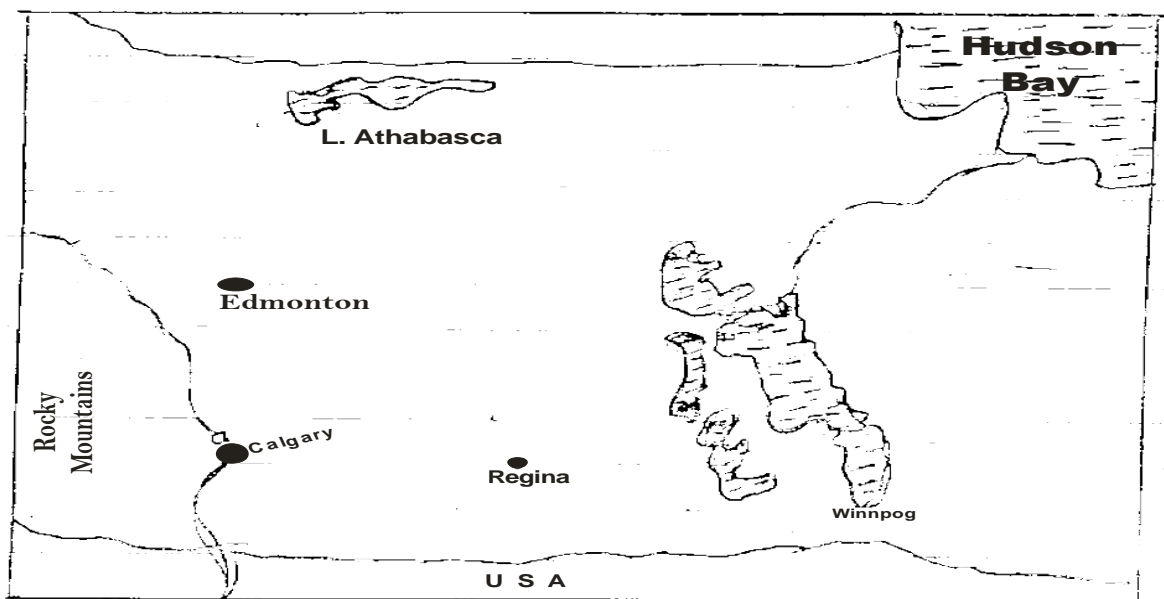 Hudson
Bay
L. Athabasca
Edmonton
Rocky
Mountains
Calgary
Regina
Winnpog
U S A